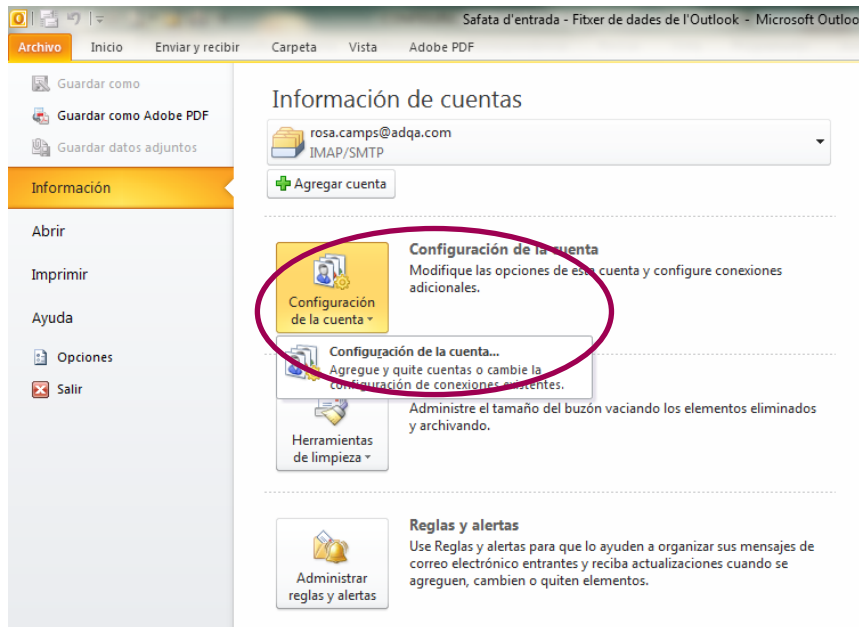 Safata d'entrada - Fitxer de dades de l'Outlook - Microsoft Outloo
Archivo Inicio Enviar y recibir Carpeta Vista Adobe PDF
Guardar como
Guardar como Adobe PDF
Guardar datos adjuntos
Información
Abrir
Imprimir
Ayuda
Opciones
Salir
Información de cuentas
rosa.camps@adqa.com
IMAP/SMTP
Agregar cuenta
Configuración
de la cuenta
Configuración de la cuenta
Modifique las opciones de esta cuenta y configure conexiones
adicionales.
Configuración de la cuenta...
Agregue y quite cuentas o cambie la
configuración de conexiones existentes.
Herramientas
de limpieza
Administre el tamaño del buzón vaciando los elementos eliminados
y archivando.
Administrar
reglas y alertas
Reglas y alertas
Use Reglas y alertas para que lo ayuden a organizar sus mensajes de
correo electrónico entrantes y reciba actualizaciones cuando se
agreguen, cambien o quiten elementos.